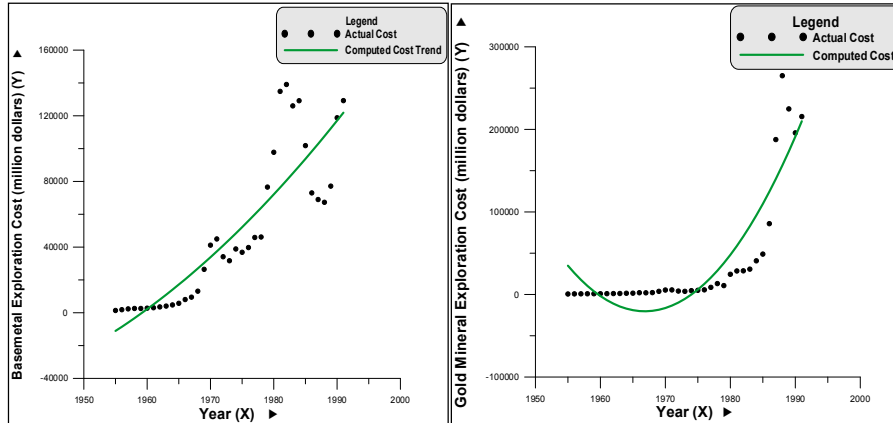 Legend
Actual Cost
Computed Cost Trend
Basemetal Exploration Cost (million dollars) (Y)
160000
120000
80000
40000
0
-40000
1950
1960
1970
1980
1990
2000
Year (X)
Legend
Actual Cost
Computed Cost
Gold Mineral Exploration Cost (million dollars) (Y)
300000
200000
100000
0
-100000
1950
1960
1970
1980
1990
2000
Year (X)